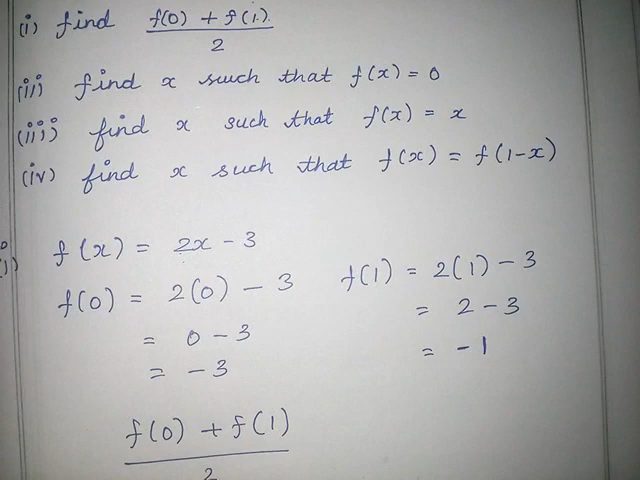 (i) find f(0) + f(1)
2
(ii) find x such that f(x) = 0
(iii) find x such that f(x) = x
(iv) find x such that f(x) = f(1-x)
f(x) = 2x - 3
f(0) = 2(0) - 3
f(1) = 2(1) - 3
= 0 - 3
= 2 - 3
= -3
= -1
f(0) + f(1)
2